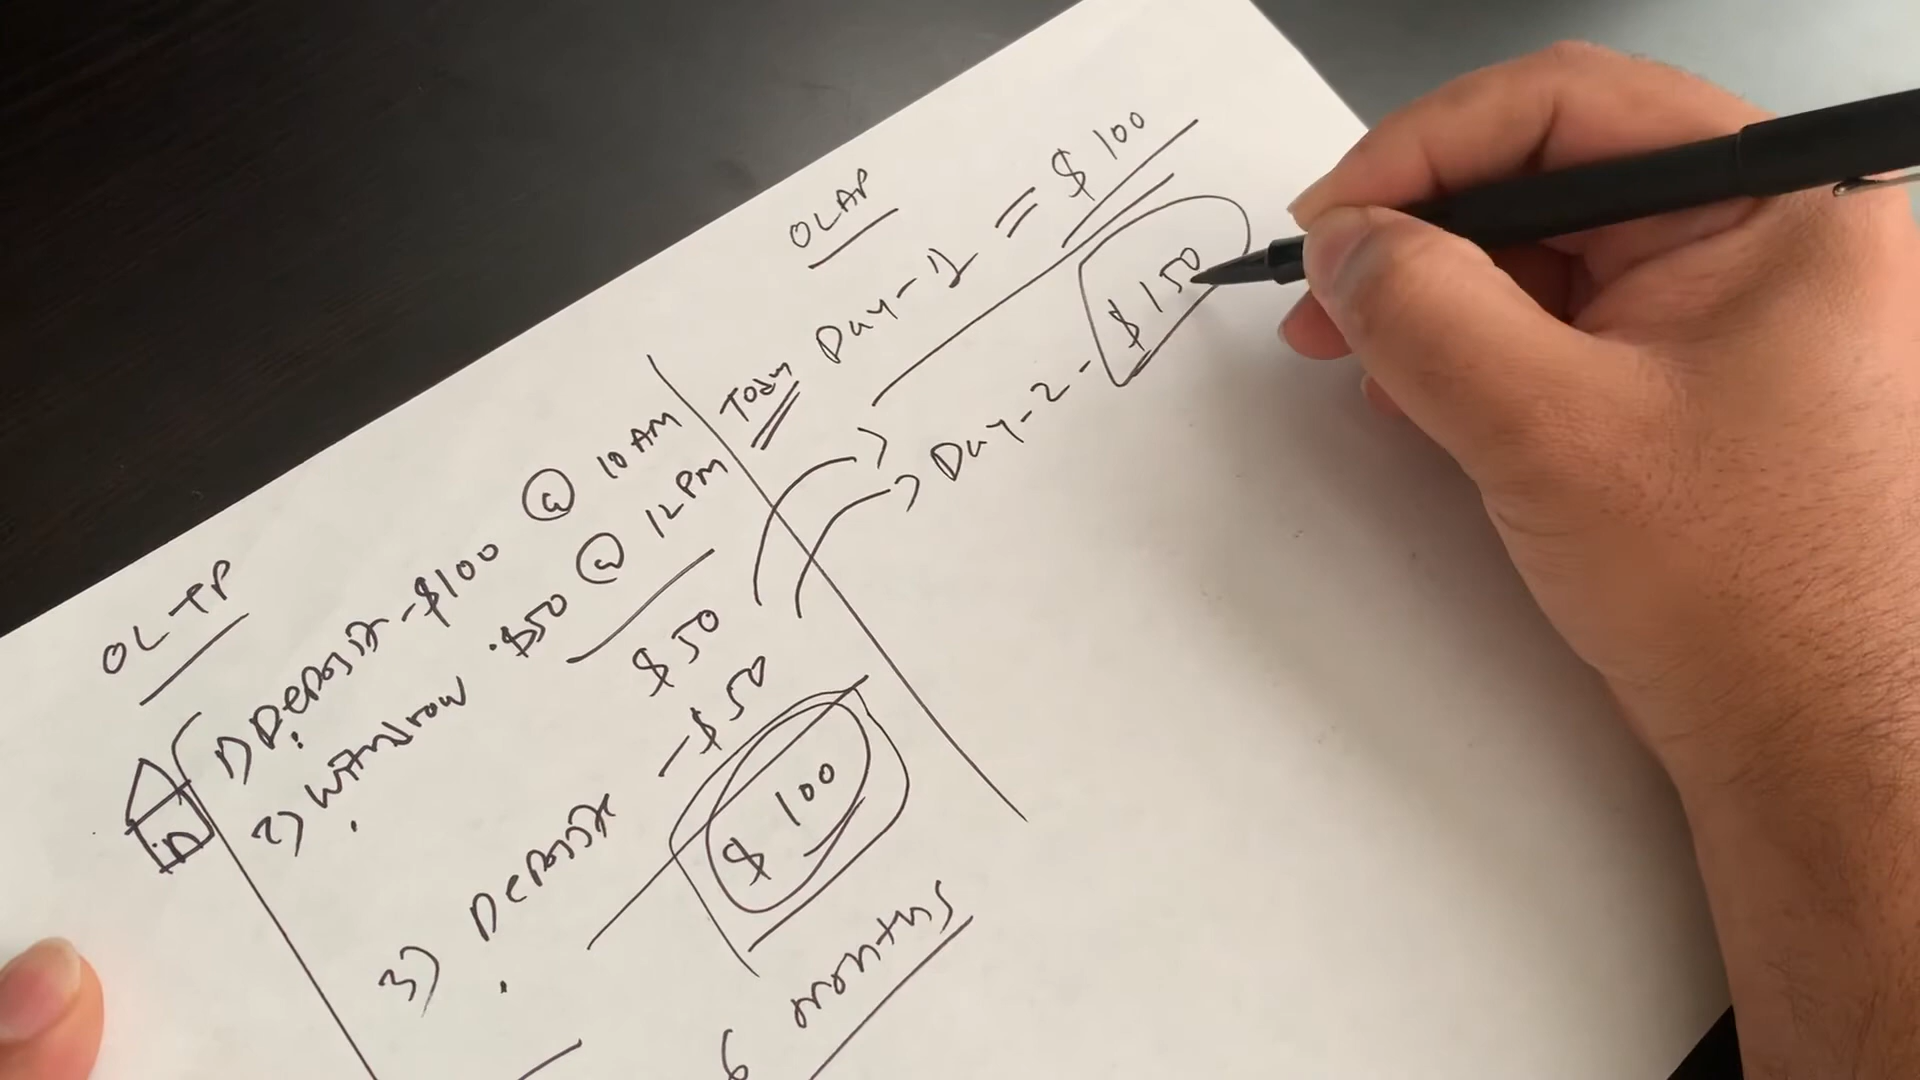 OLTP
1) Deposit - $100 @ 10 AM
2) Withdrow $50 @ 12 PM
$50
- $50
3) Deposit
$100
6 months
OLAP
Today Day-1 = $100
Day-2 - $150